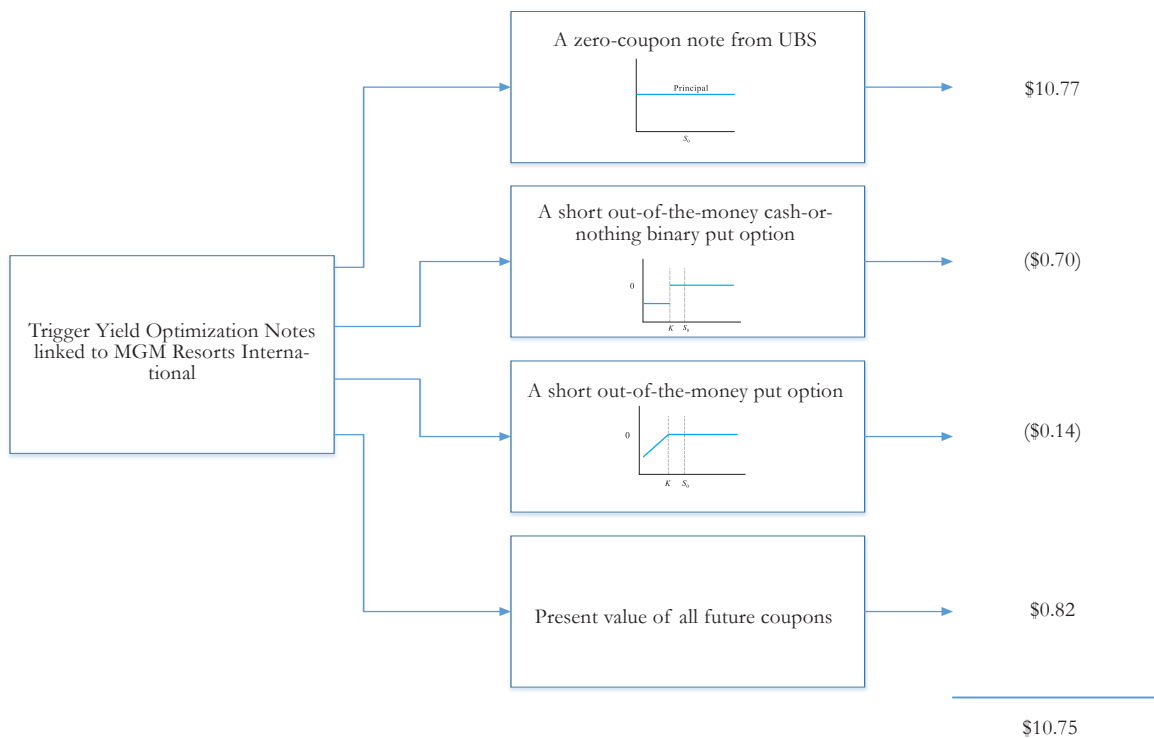 A zero-coupon note from UBS
Principal
S₀
$10.77
A short out-of-the-money cash-or-
nothing binary put option
0
K
S₀
($0.70)
Trigger Yield Optimization Notes
linked to MGM Resorts Interna-
tional
A short out-of-the-money put option
0
K
S₀
($0.14)
Present value of all future coupons
$0.82
$10.75